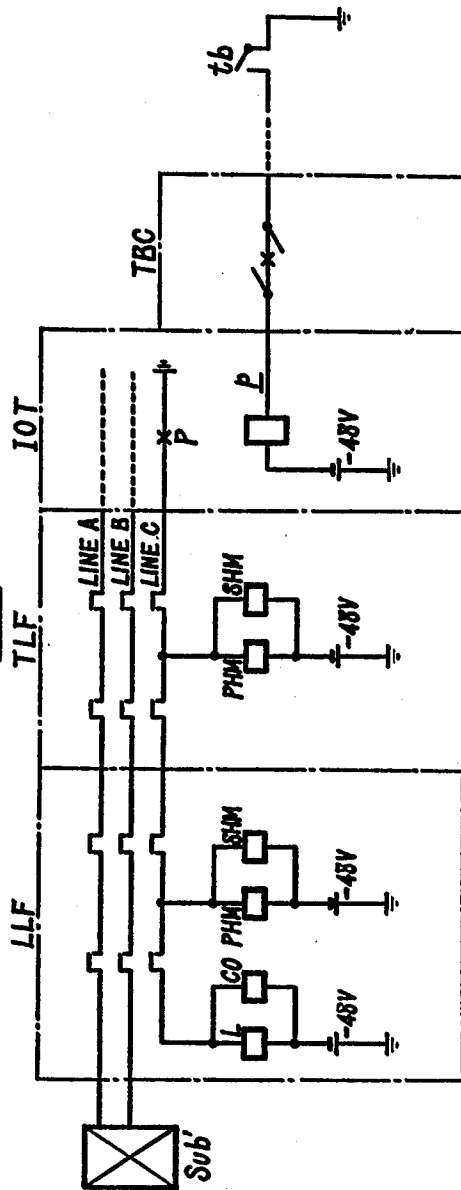 LLF
TLF
IOT
TBC
LINE A
LINE B
LINE.C
P
Sub'
L
CO
PHM
SHM
-48V
-48V
PHM
SHM
-48V
P
-48V
tb